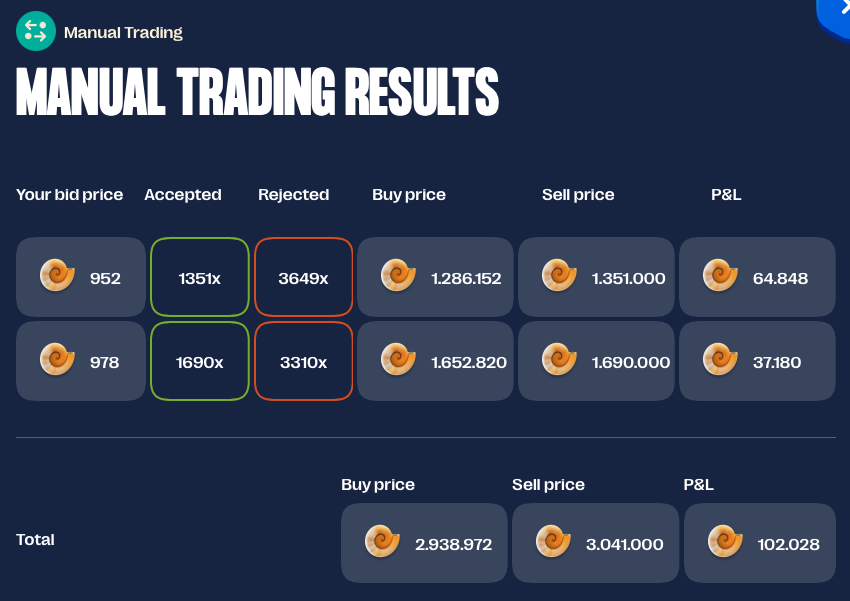 Manual Trading
MANUAL TRADING RESULTS
Your bid price Accepted Rejected Buy price Sell price P&L
952 1351x 3649x 1.286.152 1.351.000 64.848
978 1690x 3310x 1.652.820 1.690.000 37.180
Buy price Sell price P&L
Total 2.938.972 3.041.000 102.028